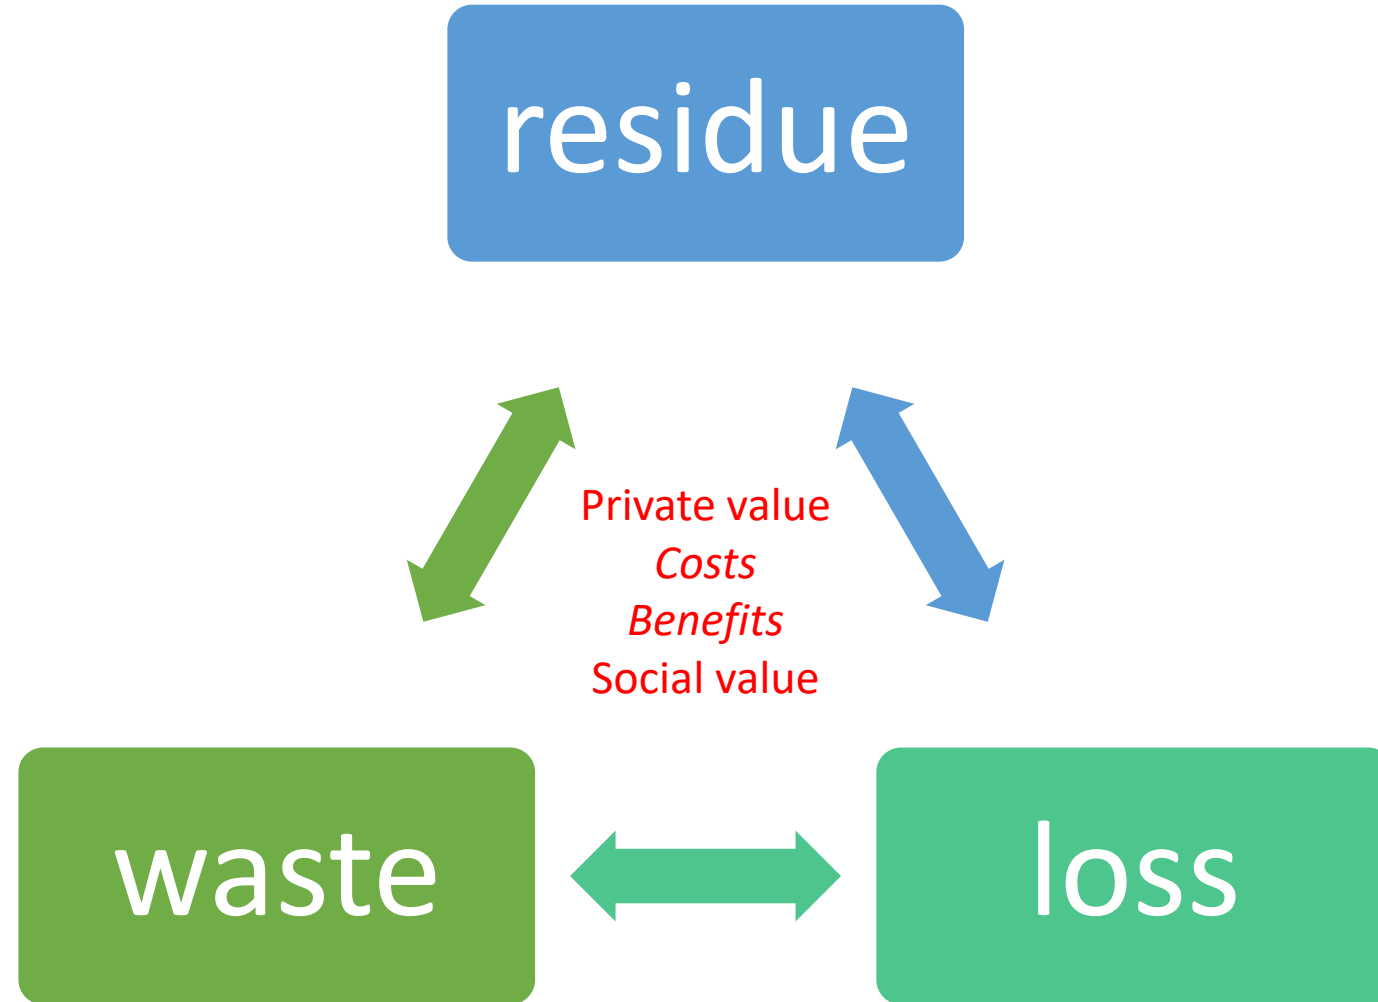 residue
Private value
Costs
Benefits
Social value
waste
loss